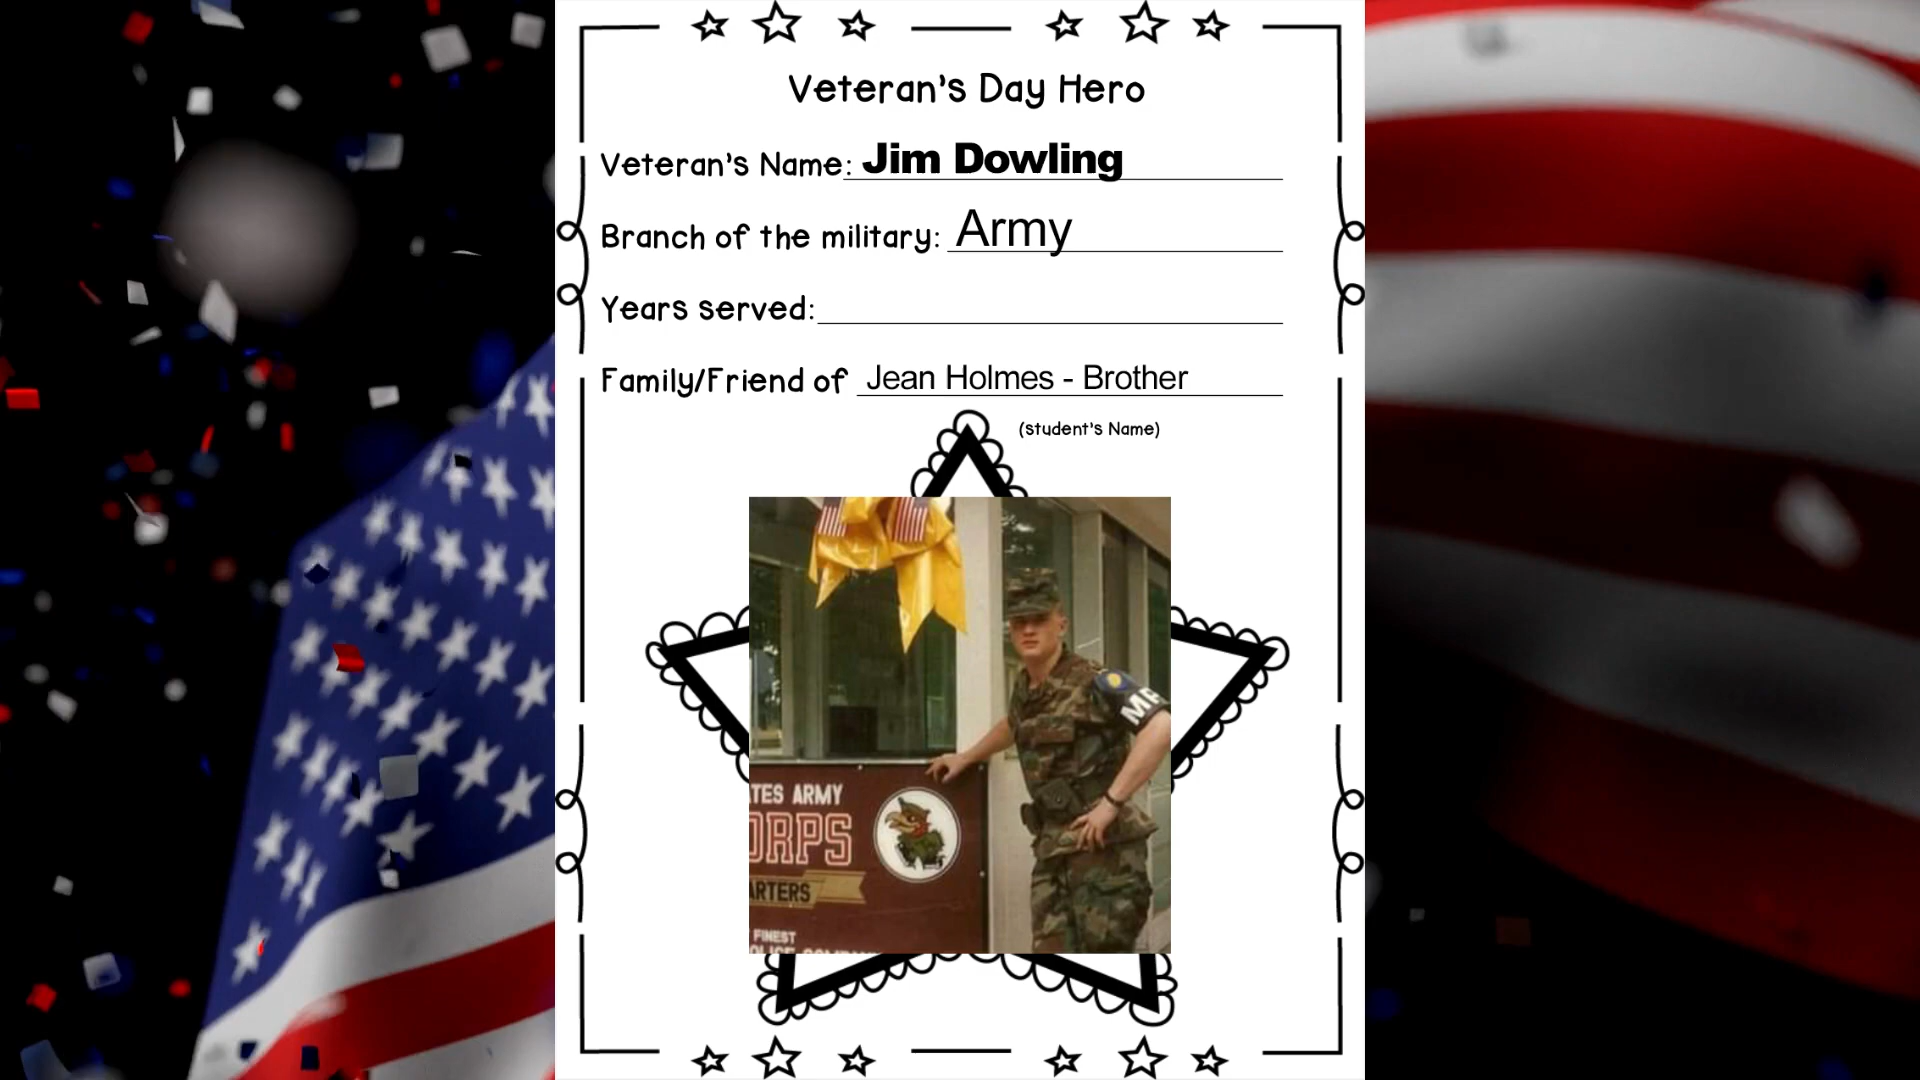 Veteran's Day Hero
Veteran's Name: Jim Dowling
Branch of the military: Army
Years served:
Family/Friend of Jean Holmes - Brother
(student's Name)
MP
TES ARMY
ORPS
ARTERS
FINEST